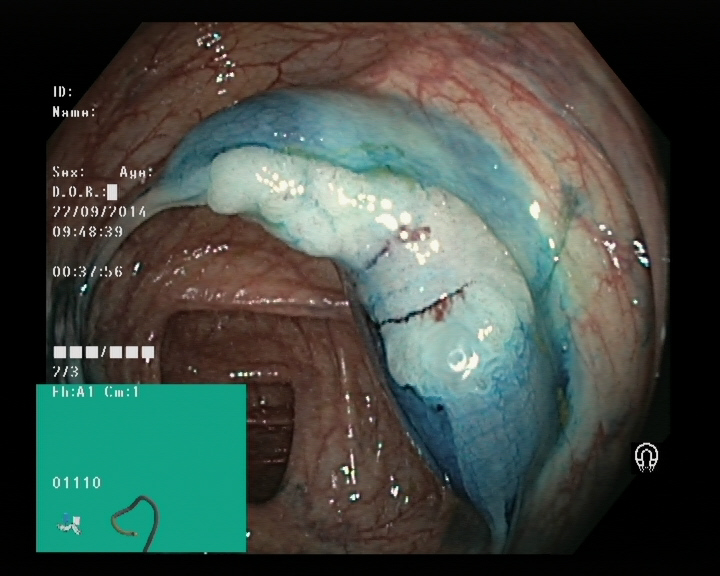 ID:
Name:
Sex: Age:
D.O.B.:
22/09/2014
09:48:39
00:37:56
■■■/■■■
2/3
Eh:A1 Cm:1
01110